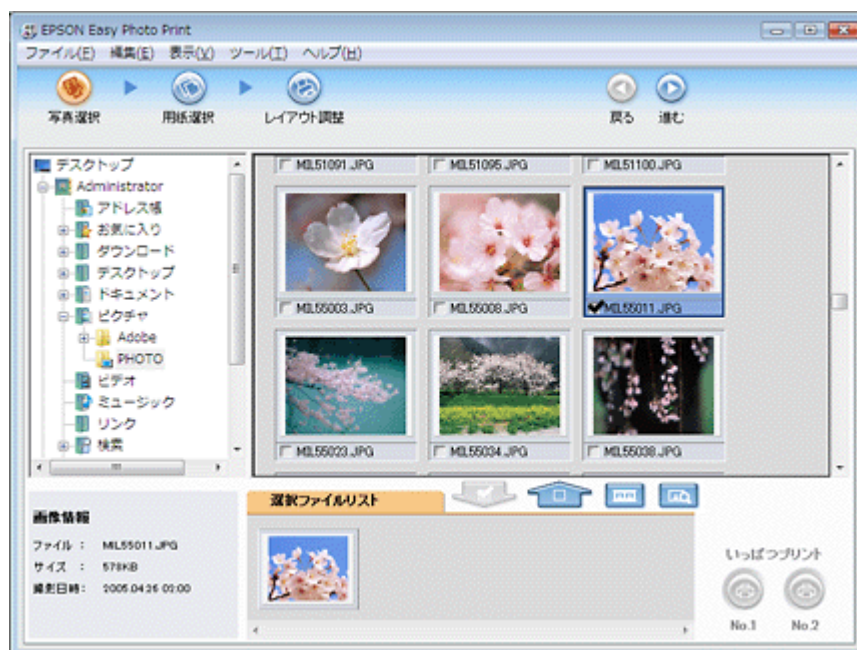 EPSON Easy Photo Print
ファイル(F) 編集(E) 表示(V) ツール(T) ヘルプ(H)
写真選択 用紙選択 レイアウト調整 戻る 進む
デスクトップ
Administrator
アドレス帳
お気に入り
ダウンロード
デスクトップ
ドキュメント
ピクチャ
Adobe
PHOTO
ビデオ
ミュージック
リンク
検索
MIL51091.JPG MIL51095.JPG MIL51100.JPG
MIL55003.JPG MIL55008.JPG MIL55011.JPG
MIL55023.JPG MIL55034.JPG MIL55038.JPG
画像情報
ファイル : MIL55011.JPG
サイズ : 578KB
撮影日時: 2005.04.26 02:00
選択ファイルリスト
いっぱつプリント
No.1 No.2